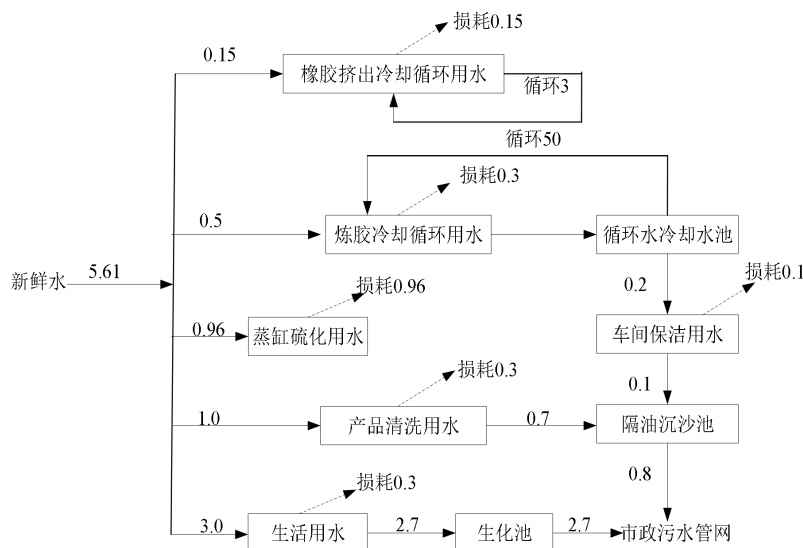 损耗0.15
0.15
橡胶挤出冷却循环用水
循环3
循环50
损耗0.3
0.5
炼胶冷却循环用水
循环水冷却水池
新鲜水
5.61
损耗0.96
0.2
损耗0.1
0.96
蒸缸硫化用水
车间保洁用水
损耗0.3
0.1
1.0
产品清洗用水
0.7
隔油沉沙池
损耗0.3
0.8
3.0
生活用水
2.7
生化池
2.7
市政污水管网